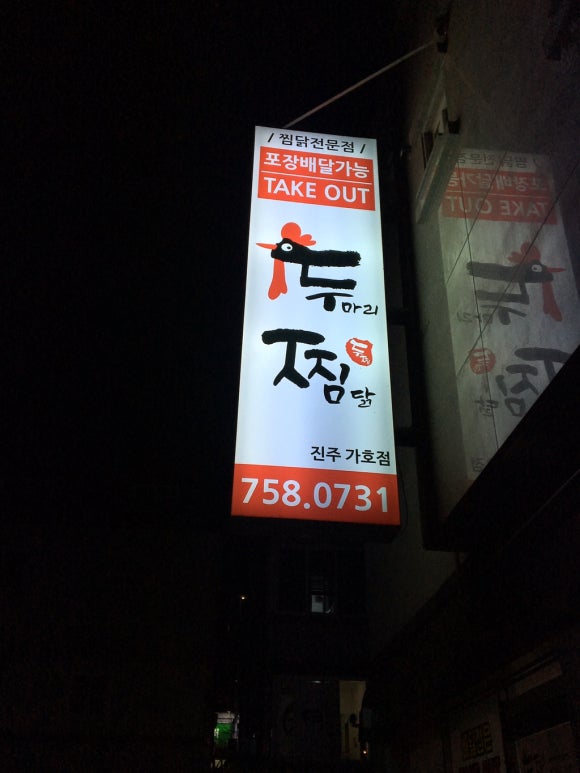 / 찜닭전문점 /
포장배달가능
TAKE OUT
두마리
찜닭
진주 가호점
758.0731